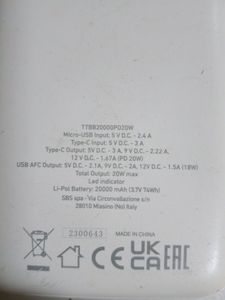 TTBB20000PD20W
Micro-USB Input: 5 V D.C. - 2.4 A
Type-C Input: 5 V D.C. - 3 A
Type-C Output: 5V D.C. - 3 A, 9V D.C. - 2.22 A,
12 V D.C. - 1.67A (PD 20W)
USB AFC Output: 5V D.C. - 2.1A, 9V D.C. - 2A, 12V D.C. - 1.5A (18W)
Total Output: 20W max
Led indicator
Li-Pol Battery: 20000 mAh (3.7V 74Wh)
SBS spa - Via Circonvallazione s/n
28010 Miasino (No) Italy
2300643
MADE IN CHINA
CE
UK
CA
EAC